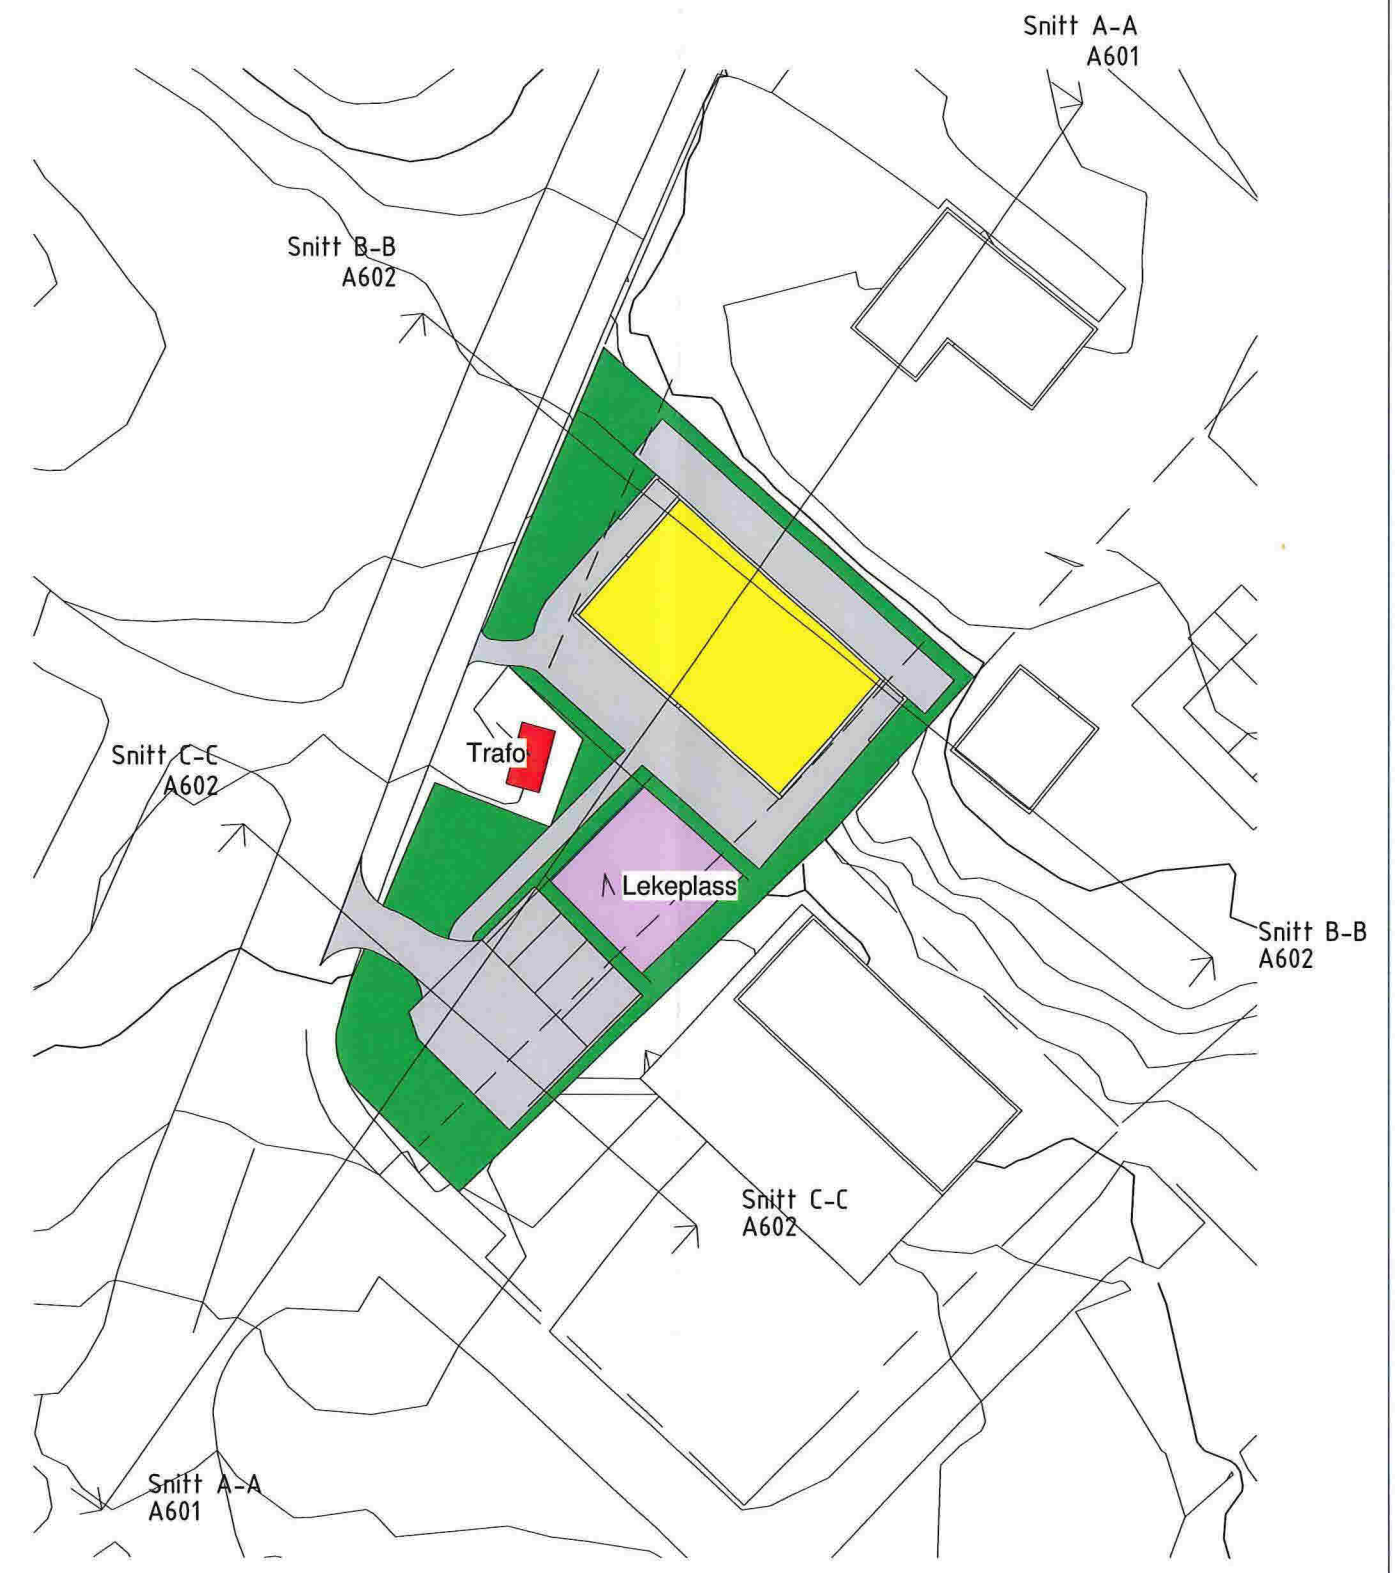 Snitt A-A
A601
Snitt B-B
A602
Snitt C-C
A602
Trafo
Lekeplass
Snitt B-B
A602
Snitt C-C
A602
Snitt A-A
A601